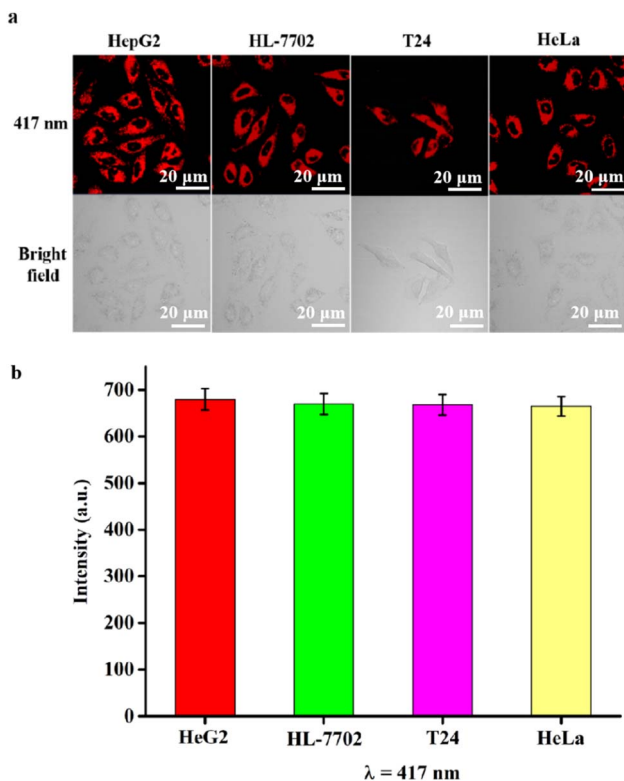 a
HepG2 HL-7702 T24 HeLa
417 nm
20 μm 20 μm 20 μm 20 μm
Bright
field
20 μm 20 μm 20 μm 20 μm
b
700
600
500
400
300
200
100
0
Intensity (a.u.)
HeG2 HL-7702 T24 HeLa
λ = 417 nm